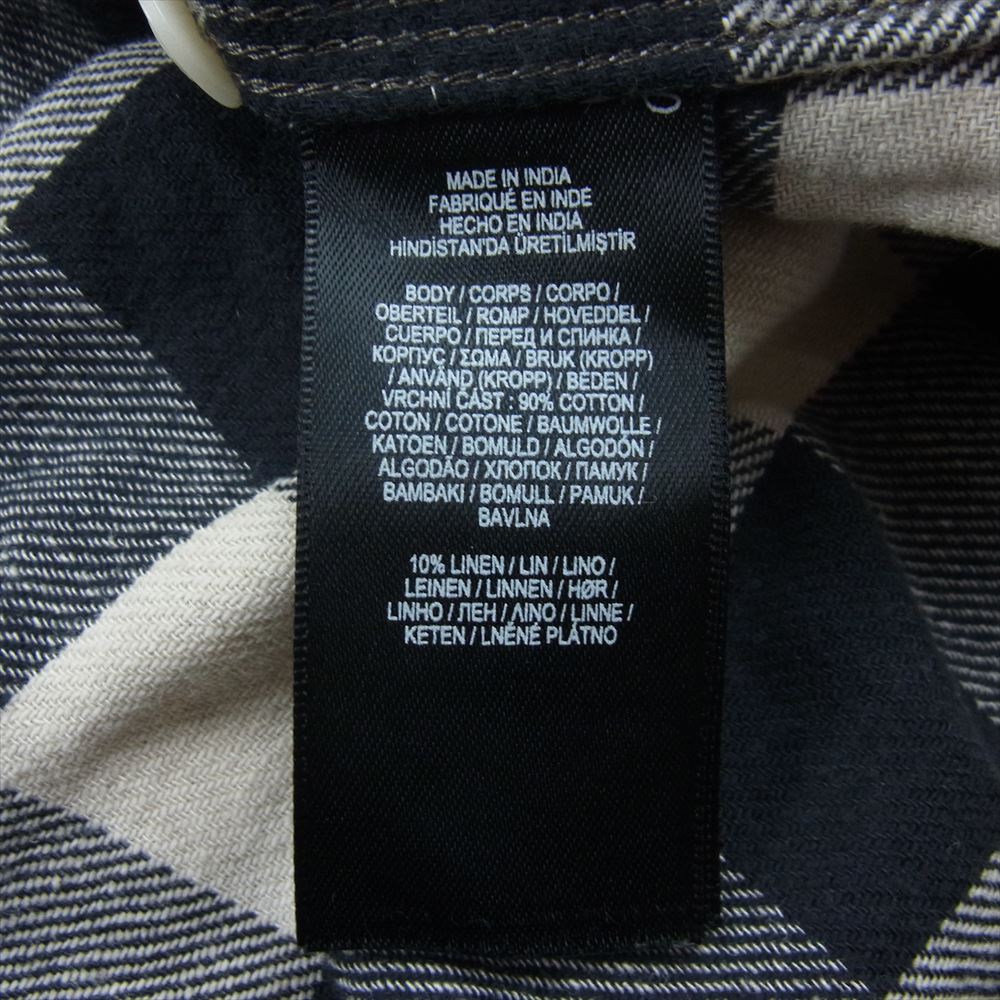 MADE IN INDIA
FABRIQUÉ EN INDE
HECHO EN INDIA
HİNDİSTAN'DA ÜRETİLMİŞTİR
BODY / CORPS / CORPO /
OBERTEIL / ROMP / HOVEDDEL /
CUERPO / ПЕРЕД И СПИНКА /
КОРПУС / ΣΩΜΑ / BRUK (KROPP)
/ ANVÄND (KROPP) / BEDEN /
VRCHNÍ ČÁST : 90% COTTON /
COTON / COTONE / BAUMWOLLE /
KATOEN / BOMULD / ALGODÓN /
ALGODÃO / ХЛОПОК / ПАМУК /
ΒΑΜΒΑΚΙ / BOMULL / PAMUK /
BAVLNA
10% LINEN / LIN / LINO /
LEINEN / LINNEN / HØR /
LINHO / ЛЕН / ΛΙΝΟ / LINNE /
KETEN / LNĚNÉ PLÁTNO